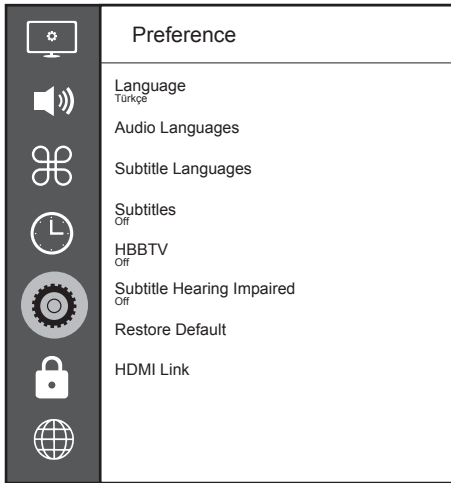 Preference
Language
Türkçe
Audio Languages
Subtitle Languages
Subtitles
Off
HBBTV
Off
Subtitle Hearing Impaired
Off
Restore Default
HDMI Link